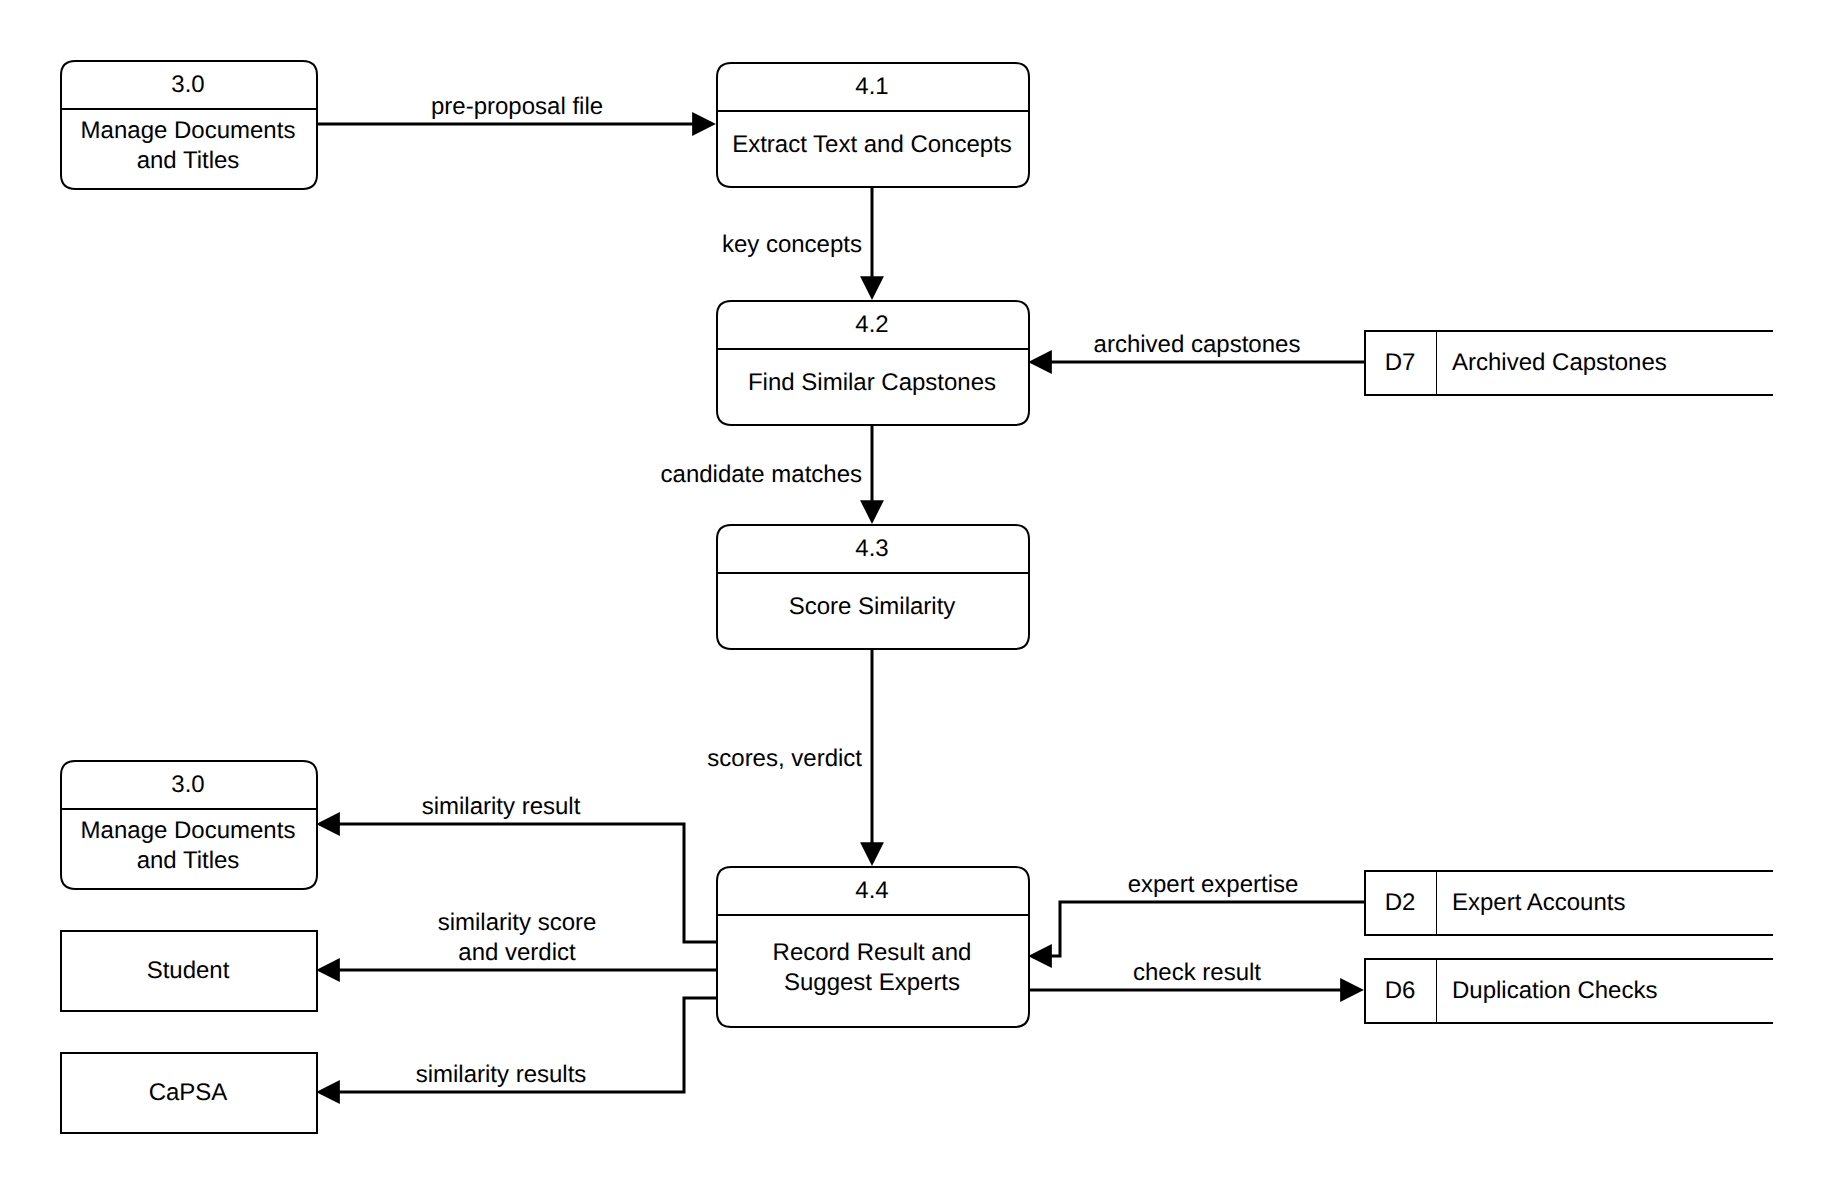 3.0
Manage Documents
and Titles
pre-proposal file
4.1
Extract Text and Concepts
key concepts
4.2
Find Similar Capstones
archived capstones
D7
Archived Capstones
candidate matches
4.3
Score Similarity
scores, verdict
3.0
Manage Documents
and Titles
similarity result
4.4
Record Result and
Suggest Experts
expert expertise
D2
Expert Accounts
similarity score
and verdict
Student
check result
D6
Duplication Checks
similarity results
CaPSA